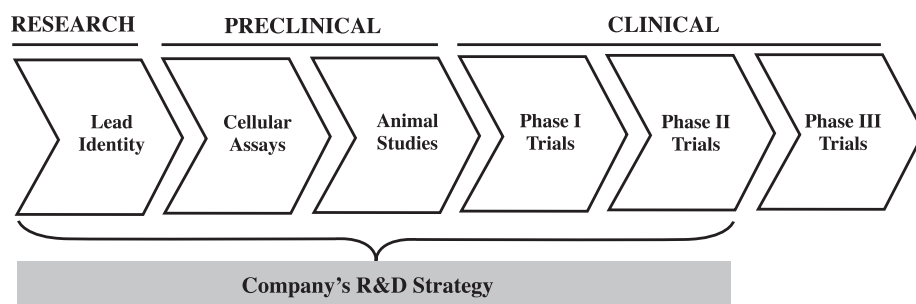 RESEARCH
PRECLINICAL
CLINICAL
Lead
Identity
Cellular
Assays
Animal
Studies
Phase I
Trials
Phase II
Trials
Phase III
Trials
Company's R&D Strategy